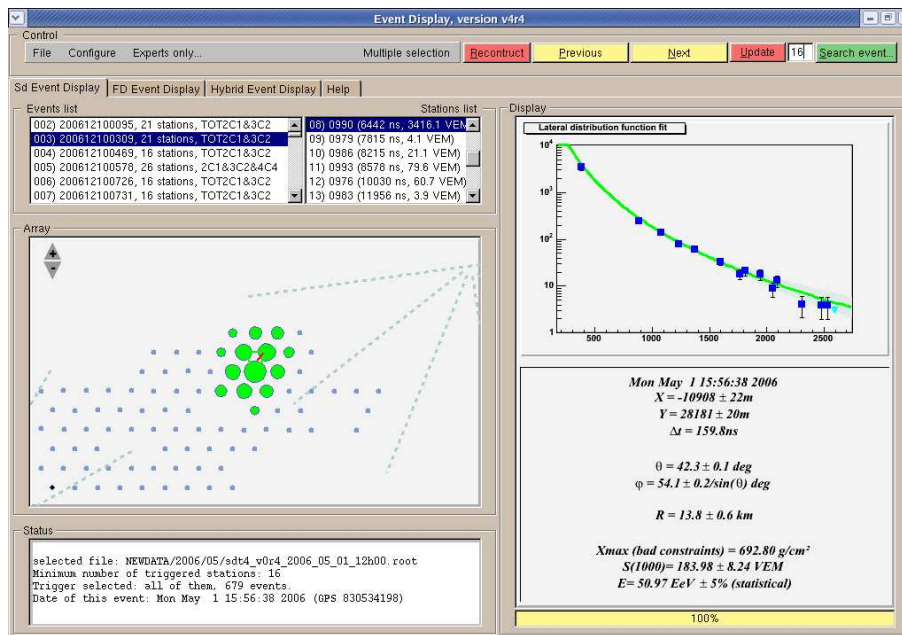 Event Display, version v4r4
Control
File Configure Experts only... Multiple selection Recontruct Previous Next Update 16 Search event...
Sd Event Display FD Event Display Hybrid Event Display Help
Events list
002) 200612100095, 21 stations, TOT2C1&3C2
003) 200612100309, 21 stations, TOT2C1&3C2
004) 200612100469, 16 stations, TOT2C1&3C2
005) 200612100578, 26 stations, 2C1&3C2&4C4
006) 200612100726, 16 stations, TOT2C1&3C2
007) 200612100731, 16 stations, TOT2C1&3C2
Stations list
08) 0990 (6442 ns, 3416.1 VEM)
09) 0979 (7815 ns, 4.1 VEM)
10) 0986 (8215 ns, 21.1 VEM)
11) 0993 (8578 ns, 79.6 VEM)
12) 0976 (10030 ns, 60.7 VEM)
13) 0983 (11956 ns, 3.9 VEM)
Array
+
-
Status
selected file: NEWDATA/2006/05/sdt4_v0r4_2006_05_01_12h00.root
Minimum number of triggered stations: 16
Trigger selected: all of them, 679 events.
Date of this event: Mon May 1 15:56:38 2006 (GPS 830534198)
Display
Lateral distribution function fit
10⁴
10³
10²
10
1
500 1000 1500 2000 2500
Mon May 1 15:56:38 2006
X = -10908 ± 22m
Y = 28181 ± 20m
Δt = 159.8ns
θ = 42.3 ± 0.1 deg
φ = 54.1 ± 0.2/sin(θ) deg
R = 13.8 ± 0.6 km
Xmax (bad constraints) = 692.80 g/cm²
S(1000)= 183.98 ± 8.24 VEM
E= 50.97 EeV ± 5% (statistical)
100%